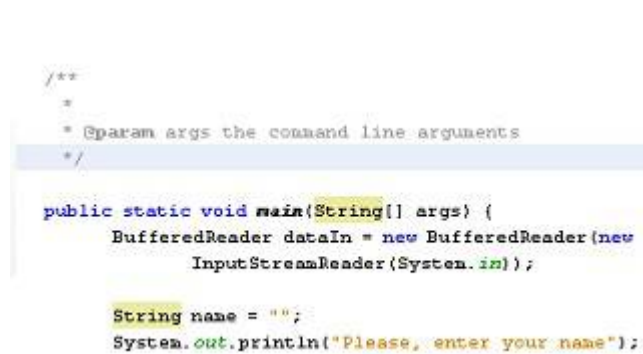 /**
*
* @param args the command line arguments
*/
public static void main(String[] args) {
BufferedReader dataIn = new BufferedReader(new
InputStreamReader(System.in));
String name = "";
System.out.println("Please, enter your name");